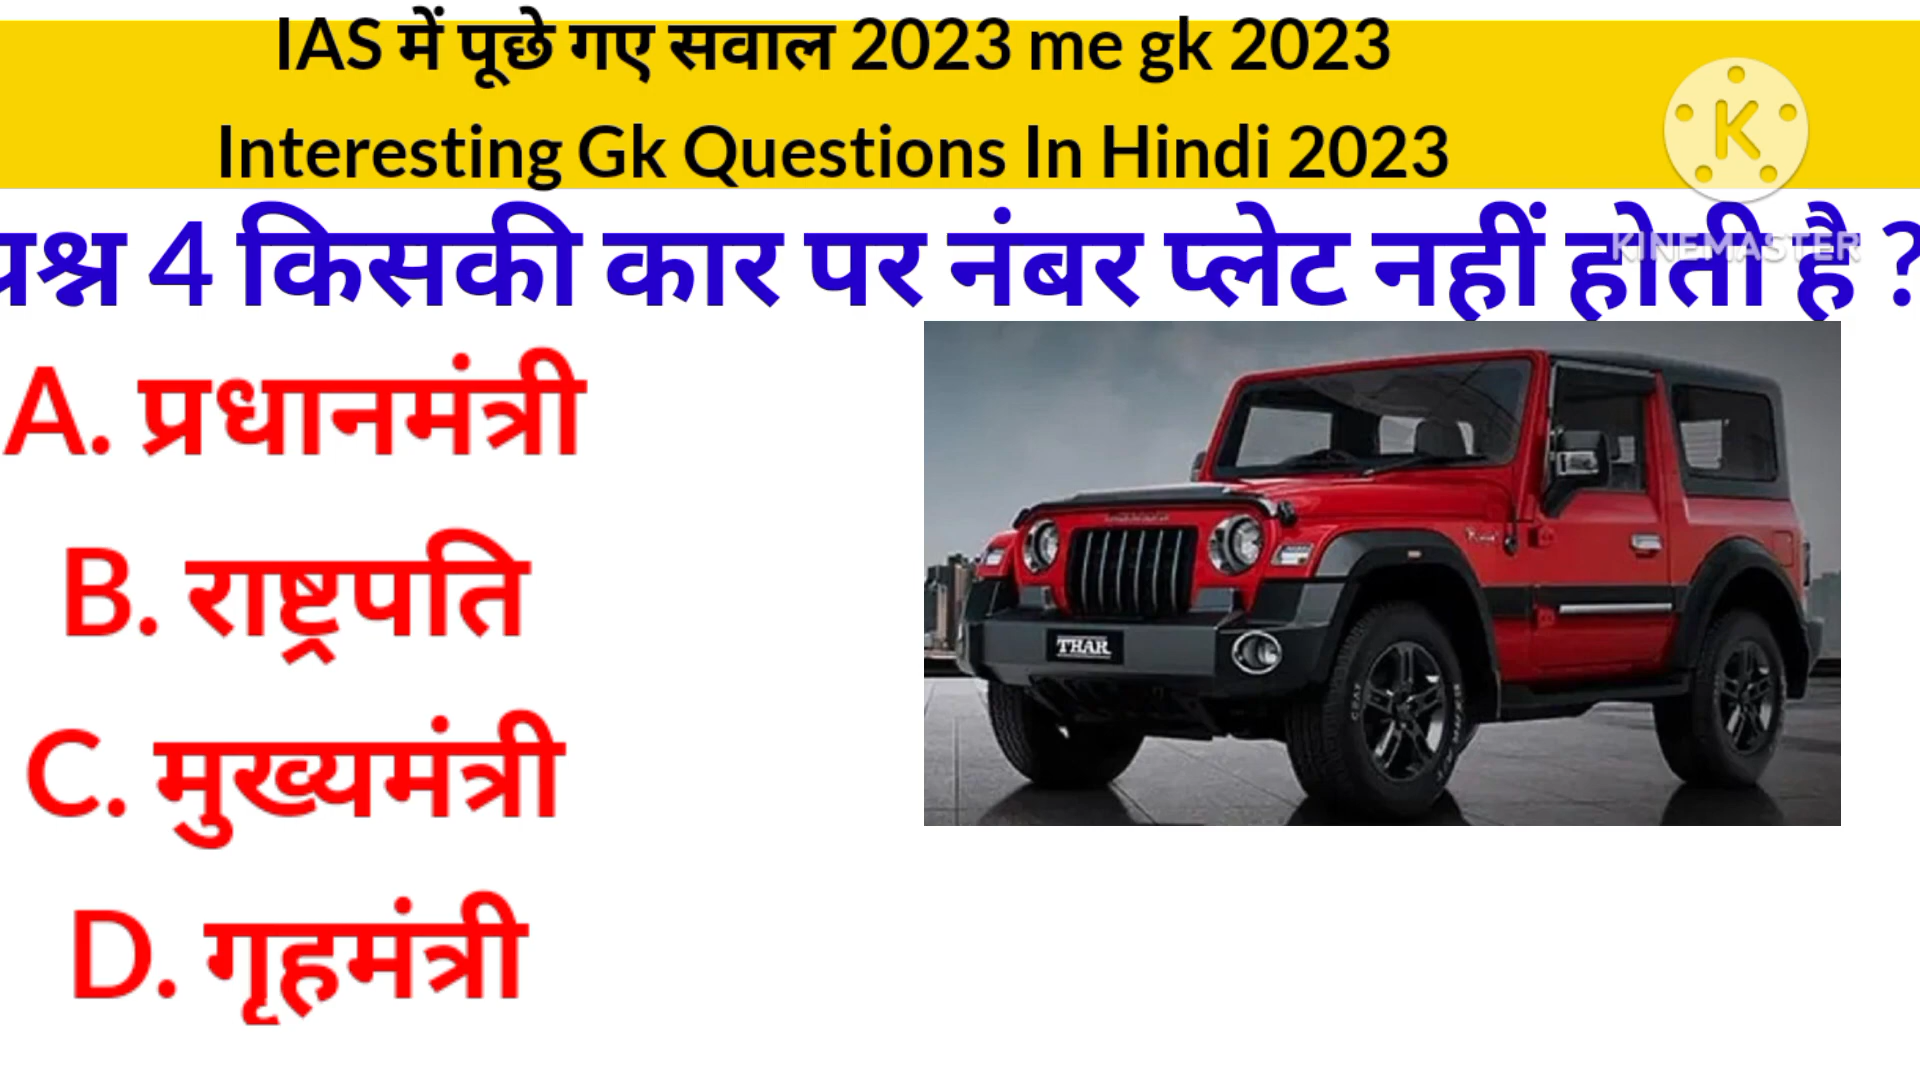 IAS में पूछे गए सवाल 2023 me gk 2023
Interesting Gk Questions In Hindi 2023
K
KINEMASTER
प्रश्न 4 किसकी कार पर नंबर प्लेट नहीं होती है ?
A. प्रधानमंत्री
B. राष्ट्रपति
C. मुख्यमंत्री
D. गृहमंत्री
THAR